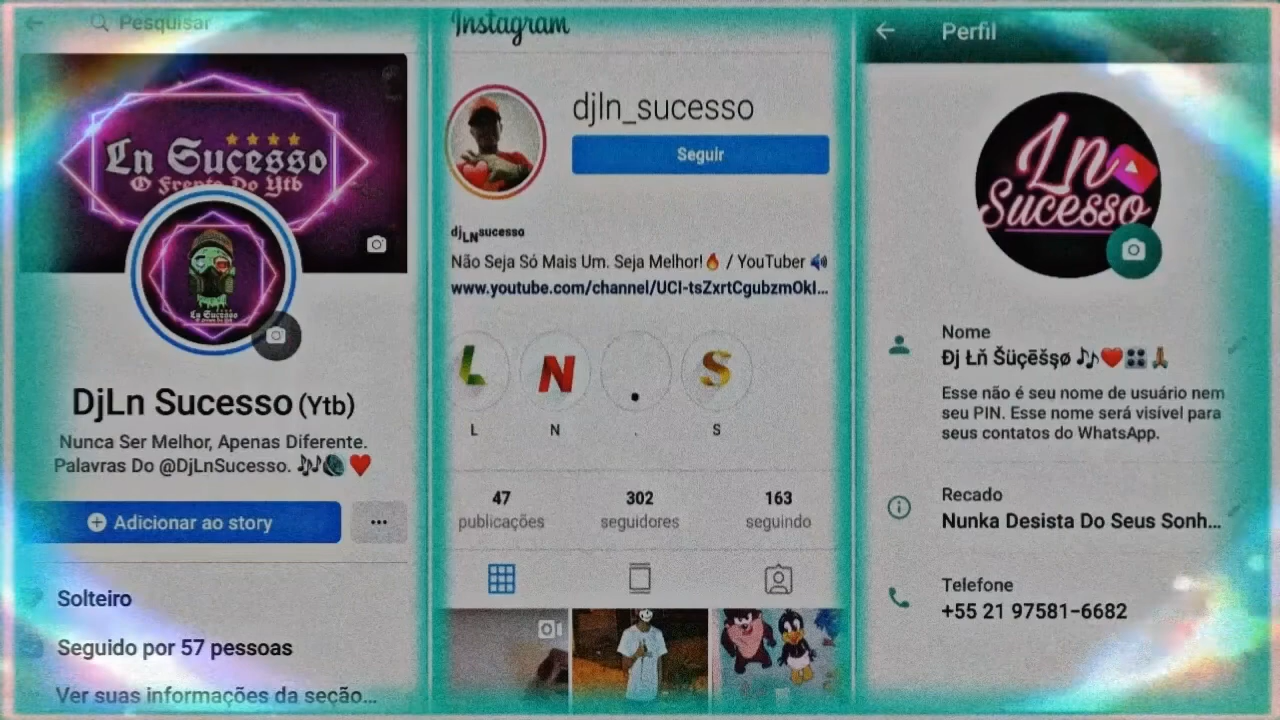 Pesquisar
Ln Sucesso
O Frente Do Ytb
Ln Sucesso
O Frente Do Ytb
DjLn Sucesso (Ytb)
Nunca Ser Melhor, Apenas Diferente.
Palavras Do @DjLnSucesso. 🎶❤️
Adicionar ao story
Solteiro
Seguido por 57 pessoas
Ver suas informações da seção...
Instagram
djln_sucesso
Seguir
djLNsucesso
Não Seja Só Mais Um. Seja Melhor!🔥 / YouTuber 🔊
www.youtube.com/channel/UCI-tsZxrtCgubzmOkI...
L N . S
L N . S
47 302 163
publicações seguidores seguindo
Perfil
Ln
Sucesso
Nome
Đj Łň Šüçēšşø 🎶❤️🎛🙏🏽
Esse não é seu nome de usuário nem
seu PIN. Esse nome será visível para
seus contatos do WhatsApp.
Recado
Nunka Desista Do Seus Sonh...
Telefone
+55 21 97581-6682